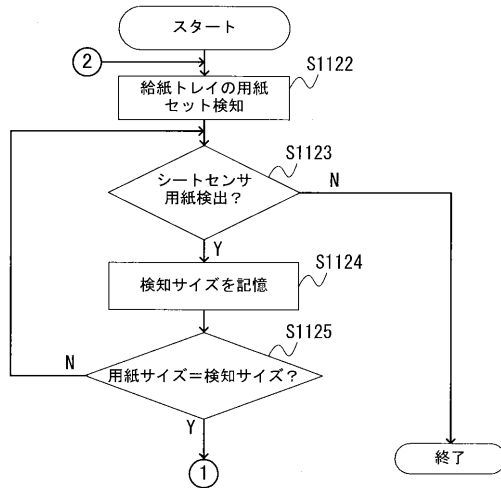 スタート
②
S1122
給紙トレイの用紙
セット検知
S1123
シートセンサ
用紙検出？
N
Y
S1124
検知サイズを記憶
S1125
N
用紙サイズ＝検知サイズ？
Y
終了
①